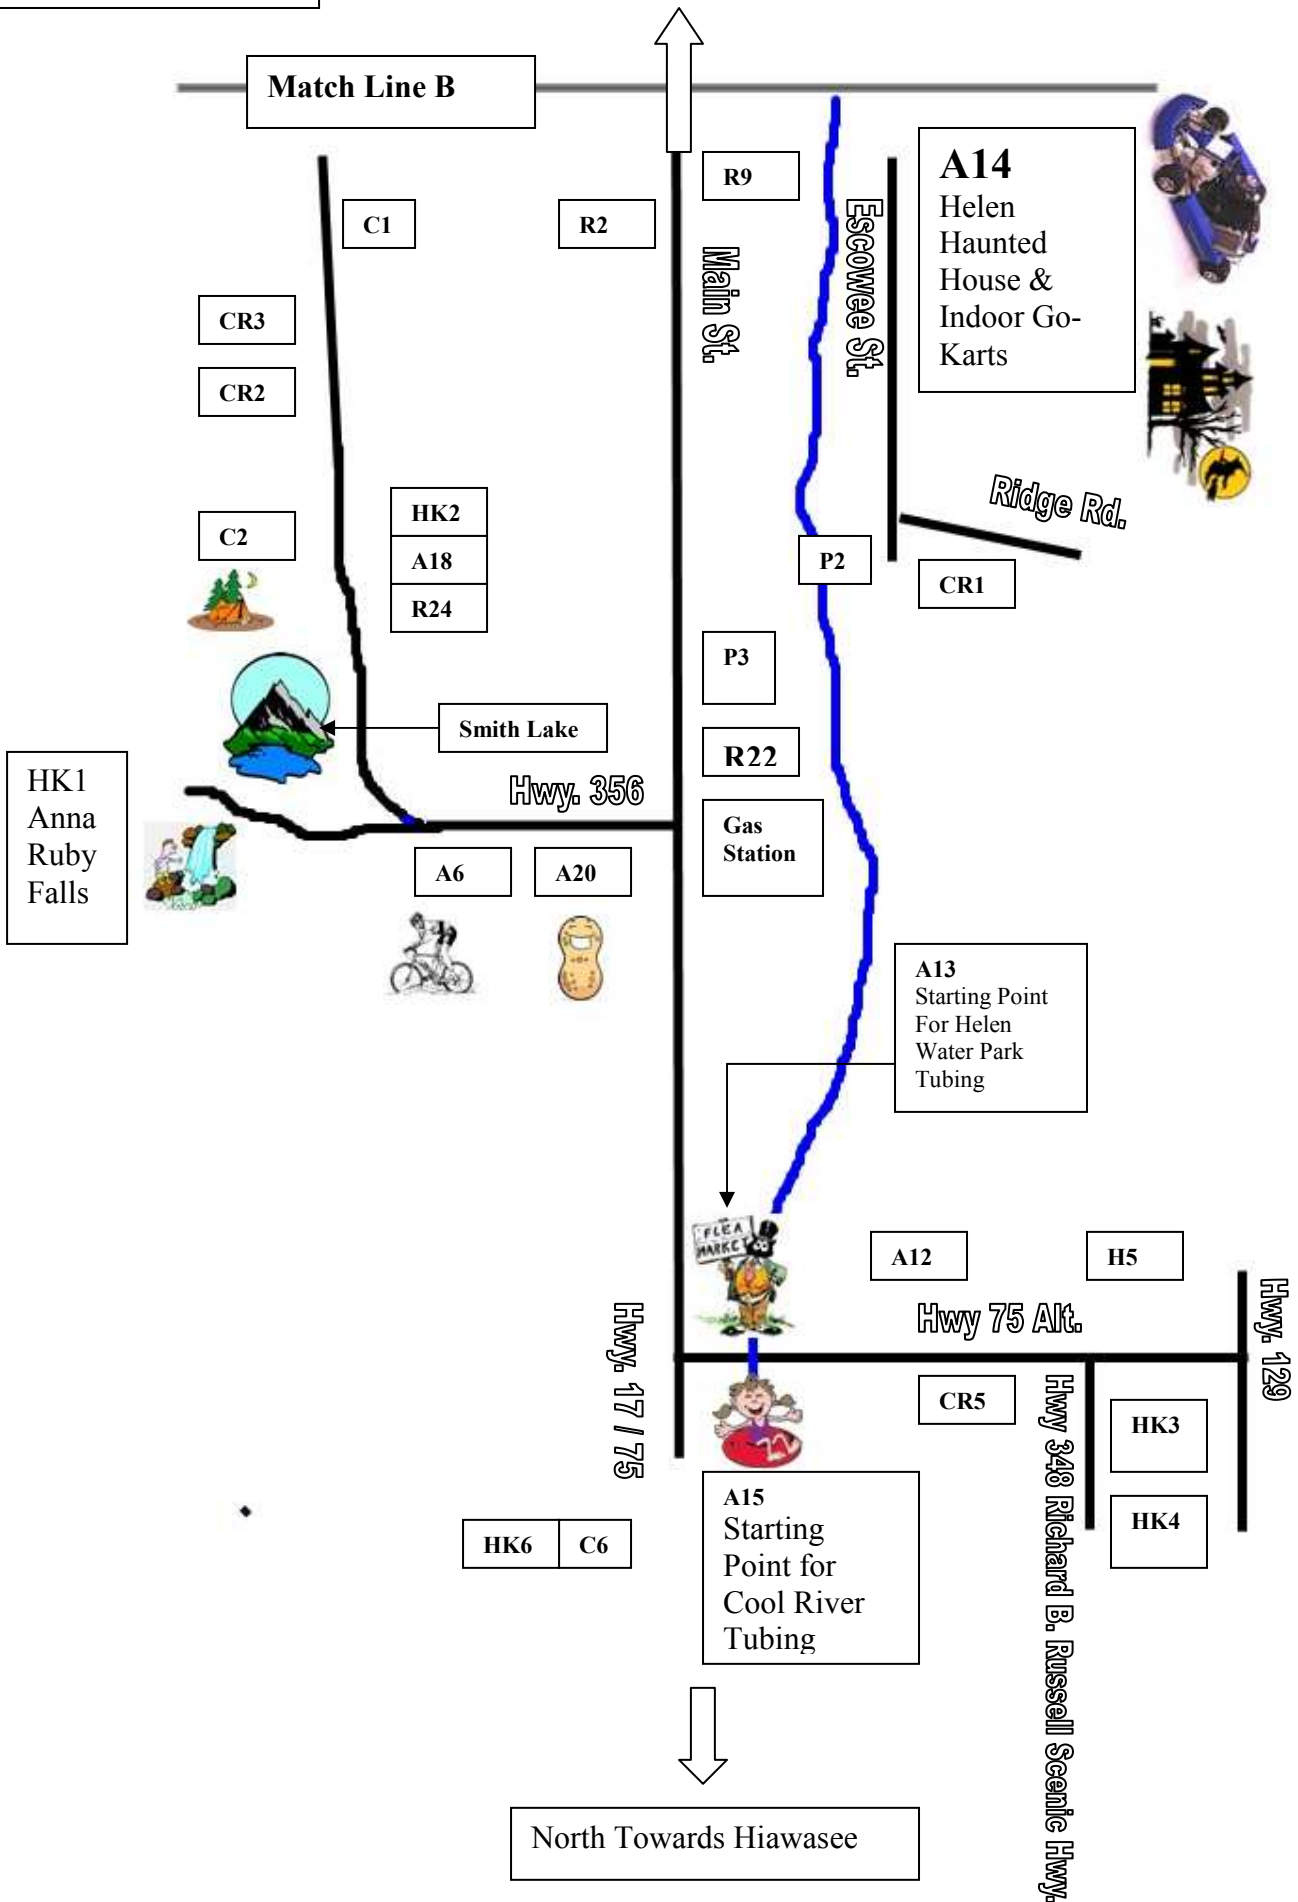 Match Line B
R9
A14
Helen
Haunted
House &
Indoor Go-
Karts
C1
R2
Main St.
Escowee St.
CR3
CR2
HK2
A18
R24
C2
Ridge Rd.
P2
CR1
P3
Smith Lake
R22
HK1
Anna
Ruby
Falls
Hwy. 356
Gas
Station
A6
A20
A13
Starting Point
For Helen
Water Park
Tubing
FLEA
MARKET
A12
H5
Hwy 75 Alt.
Hwy. 129
Hwy. 17 / 75
CR5
Hwy 348 Richard B. Russell Scenic Hwy.
HK3
HK4
A15
Starting
Point for
Cool River
Tubing
HK6
C6
North Towards Hiawasee